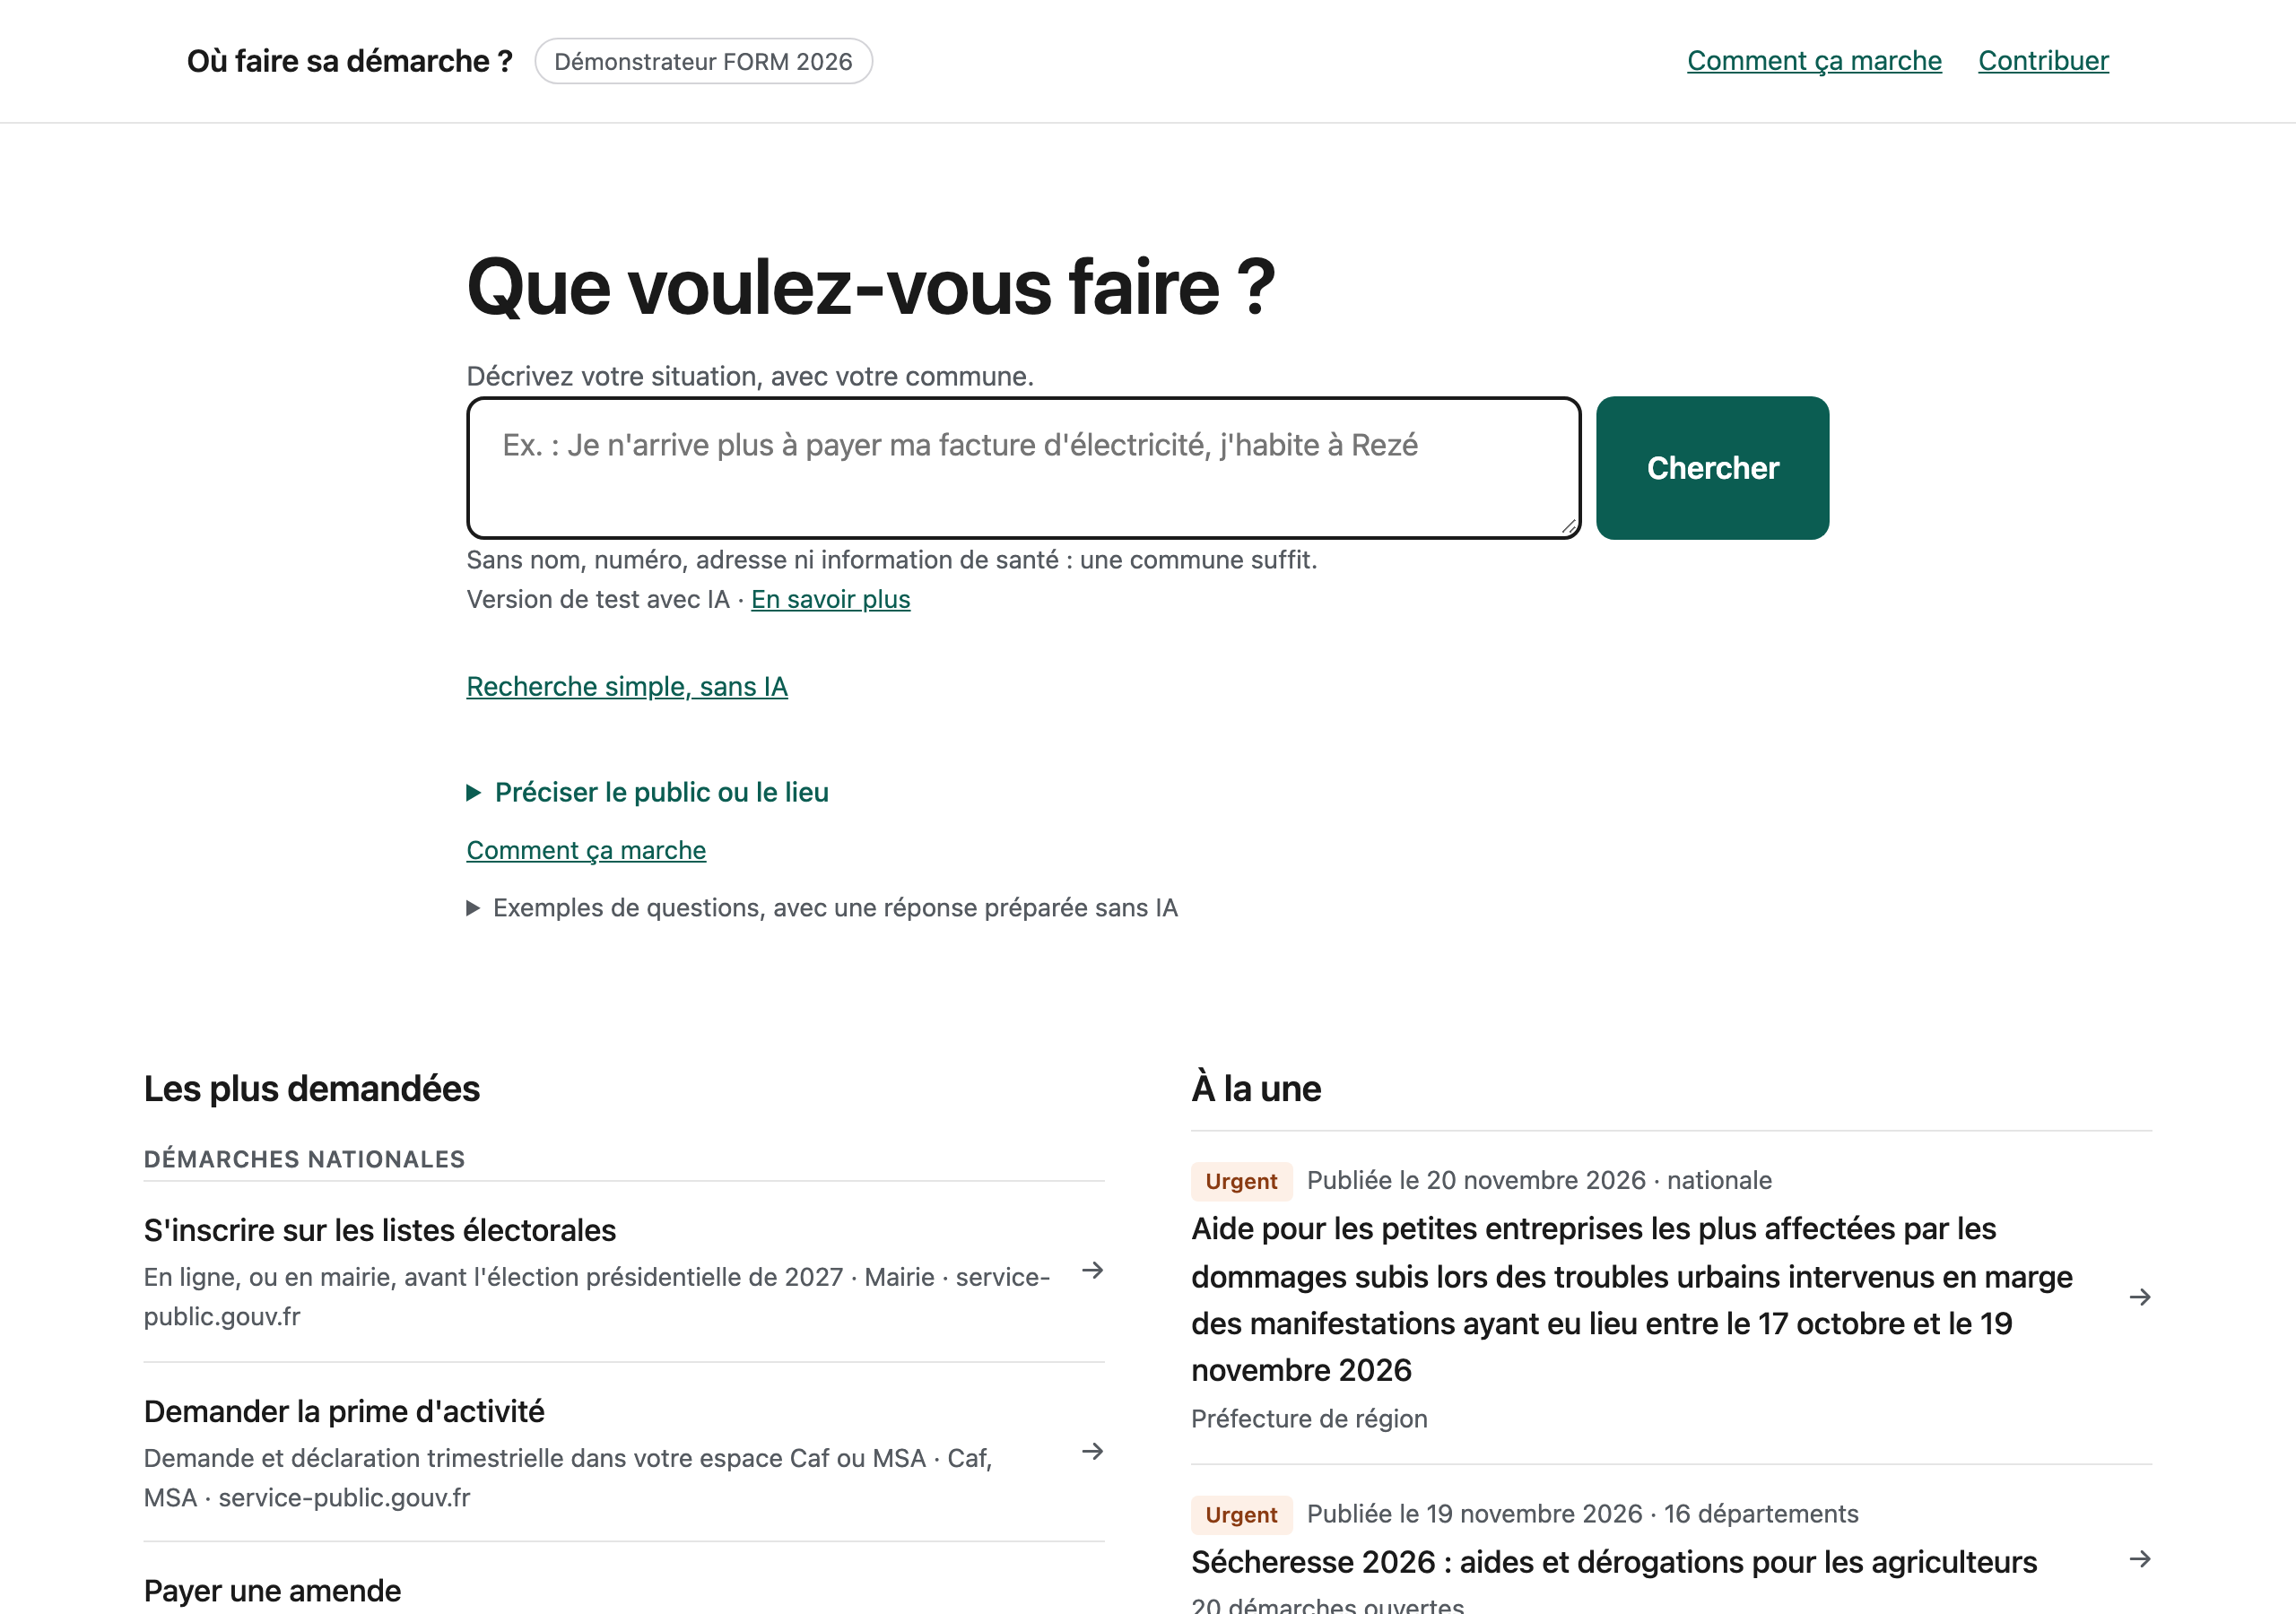 Où faire sa démarche ?
Démonstrateur FORM 2026
Comment ça marche
Contribuer
Que voulez-vous faire ?
Décrivez votre situation, avec votre commune.
Ex. : Je n'arrive plus à payer ma facture d'électricité, j'habite à Rezé
Chercher
Sans nom, numéro, adresse ni information de santé : une commune suffit.
Version de test avec IA · En savoir plus
Recherche simple, sans IA
Préciser le public ou le lieu
Comment ça marche
Exemples de questions, avec une réponse préparée sans IA
Les plus demandées
DÉMARCHES NATIONALES
S'inscrire sur les listes électorales
En ligne, ou en mairie, avant l'élection présidentielle de 2027 · Mairie · service-
public.gouv.fr
Demander la prime d'activité
Demande et déclaration trimestrielle dans votre espace Caf ou MSA · Caf,
MSA · service-public.gouv.fr
Payer une amende
À la une
Urgent
Publiée le 20 novembre 2026 · nationale
Aide pour les petites entreprises les plus affectées par les
dommages subis lors des troubles urbains intervenus en marge
des manifestations ayant eu lieu entre le 17 octobre et le 19
novembre 2026
Préfecture de région
Urgent
Publiée le 19 novembre 2026 · 16 départements
Sécheresse 2026 : aides et dérogations pour les agriculteurs
20 démarches ouvertes